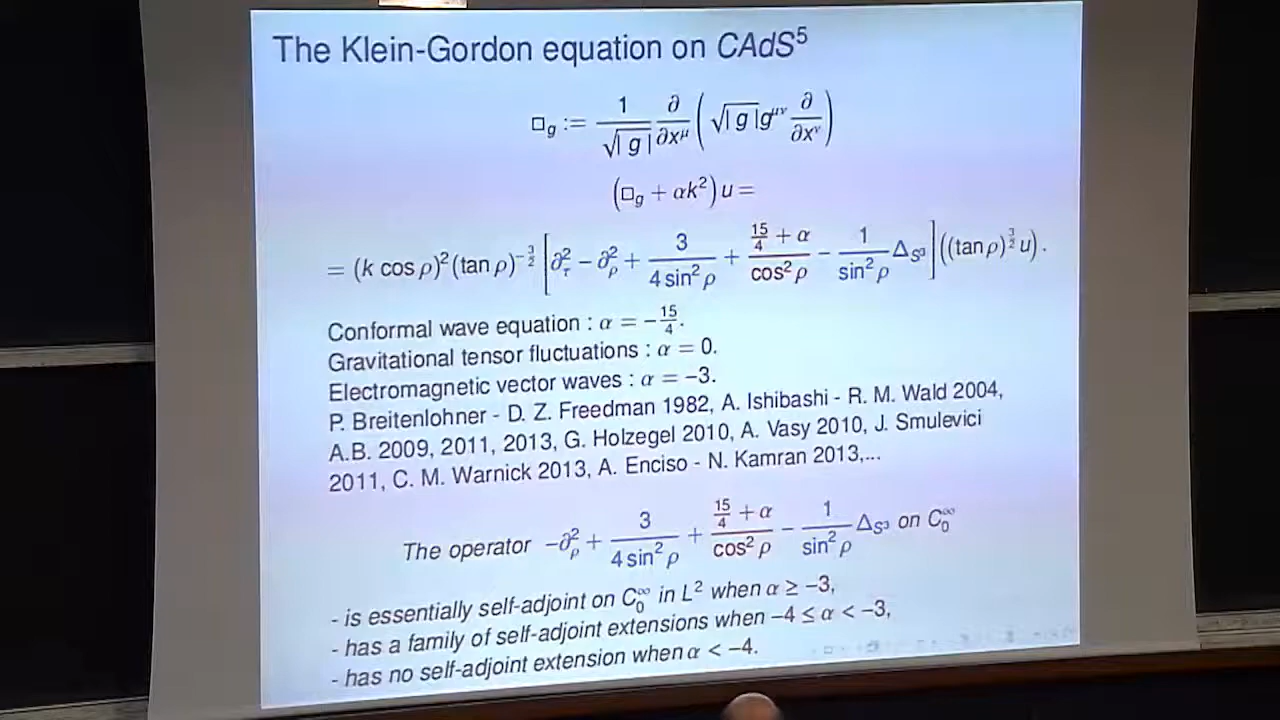 The Klein-Gordon equation on CAdS⁵
□_g := 1/√|g| ∂/∂x^μ (√|g| g^{μν} ∂/∂x^ν)
(□_g + αk²) u =
= (k cos ρ)² (tan ρ)^{-3/2} [∂_τ² − ∂_ρ² + 3/(4 sin² ρ) + (15/4 + α)/cos² ρ − 1/sin² ρ Δ_{S³}] ((tan ρ)^{3/2} u).
Conformal wave equation : α = −15/4.
Gravitational tensor fluctuations : α = 0.
Electromagnetic vector waves : α = −3.
P. Breitenlohner - D. Z. Freedman 1982, A. Ishibashi - R. M. Wald 2004,
A.B. 2009, 2011, 2013, G. Holzegel 2010, A. Vasy 2010, J. Smulevici
2011, C. M. Warnick 2013, A. Enciso - N. Kamran 2013,...
The operator −∂_ρ² + 3/(4 sin² ρ) + (15/4 + α)/cos² ρ − 1/sin² ρ Δ_{S³} on C_0^∞
- is essentially self-adjoint on C_0^∞ in L² when α ≥ −3,
- has a family of self-adjoint extensions when −4 ≤ α < −3,
- has no self-adjoint extension when α < −4.